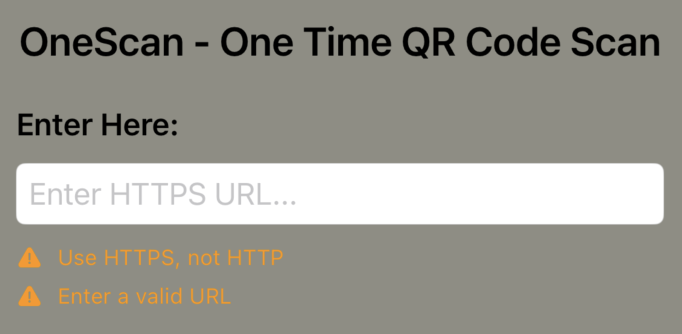 OneScan - One Time QR Code Scan
Enter Here:
Enter HTTPS URL...
Use HTTPS, not HTTP
Enter a valid URL